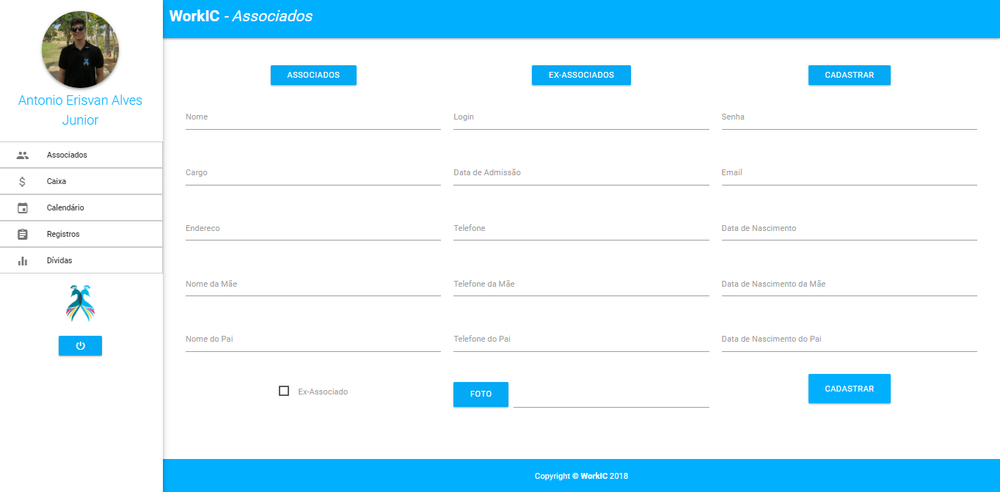 WorkIC - Associados
Antonio Erisvan Alves
Junior
Associados
Caixa
Calendário
Registros
Dívidas
ASSOCIADOS
EX-ASSOCIADOS
CADASTRAR
Nome
Login
Senha
Cargo
Data de Admissão
Email
Endereco
Telefone
Data de Nascimento
Nome da Mãe
Telefone da Mãe
Data de Nascimento da Mãe
Nome do Pai
Telefone do Pai
Data de Nascimento do Pai
Ex-Associado
FOTO
CADASTRAR
Copyright © WorkIC 2018